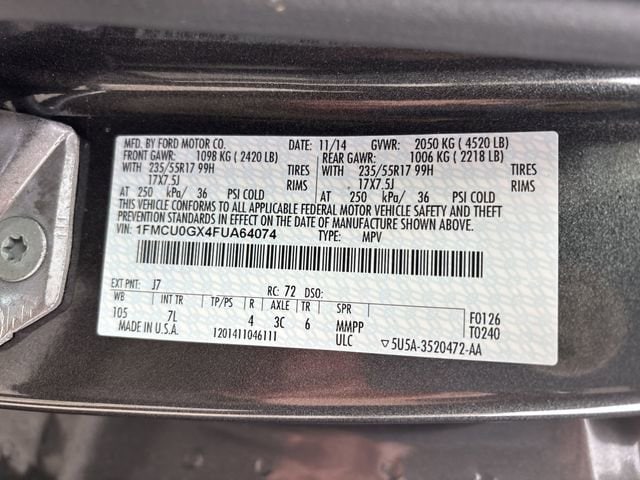 MFD. BY FORD MOTOR CO. 11/14 GVWR: 2050 KG ( 4520 LB)
FRONT GAWR: 1098 KG ( 2420 LB) REAR GAWR: 1006 KG ( 2218 LB)
WITH 235/55R17 99H TIRES WITH 235/55R17 99H TIRES
17X7.5J RIMS 17X7.5J RIMS
AT 250 kPa/ 36 PSI COLD AT 250 kPa/ 36 PSI COLD
THIS VEHICLE CONFORMS TO ALL APPLICABLE FEDERAL MOTOR VEHICLE SAFETY AND THEFT
PREVENTION STANDARDS IN EFFECT ON THE DATE OF MANUFACTURE SHOWN ABOVE.
VIN: 1FMCU0GX4FUA64074 TYPE: MPV
EXT PNT: J7 RC: 72 DSO:
WB INT TR TP/PS R AXLE TR SPR F0126
105 7L 4 3C 6 MMPP T0240
MADE IN U.S.A. 1201411046111 ULC ▽5U5A-3520472-AA